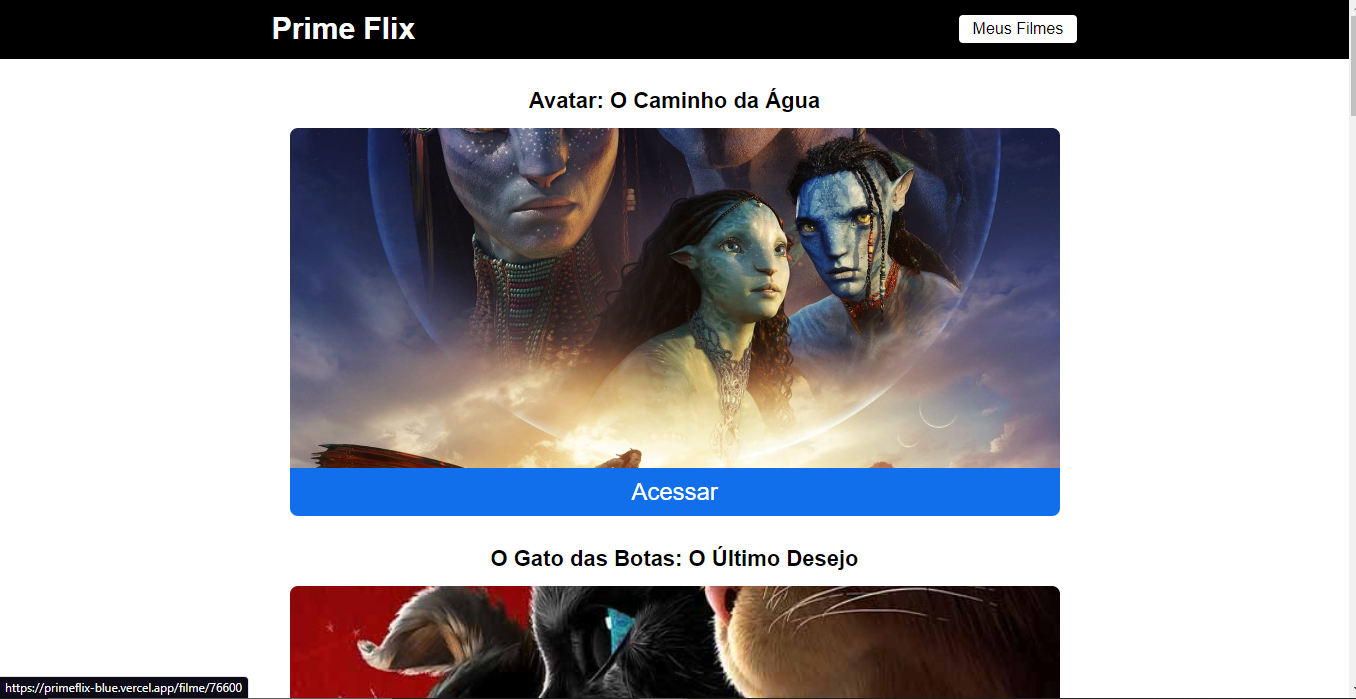 Prime Flix
Meus Filmes
Avatar: O Caminho da Água
Acessar
O Gato das Botas: O Último Desejo
https://primeflix-blue.vercel.app/filme/76600